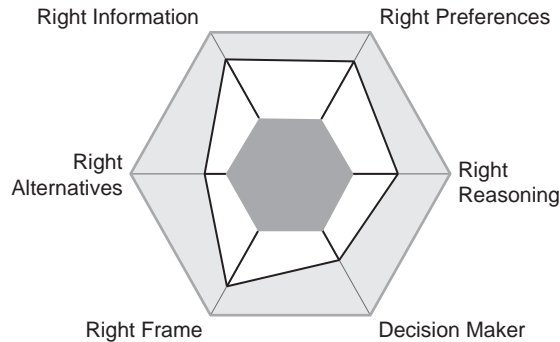 Right Information
Right Preferences
Right
Alternatives
Right
Reasoning
Right Frame
Decision Maker